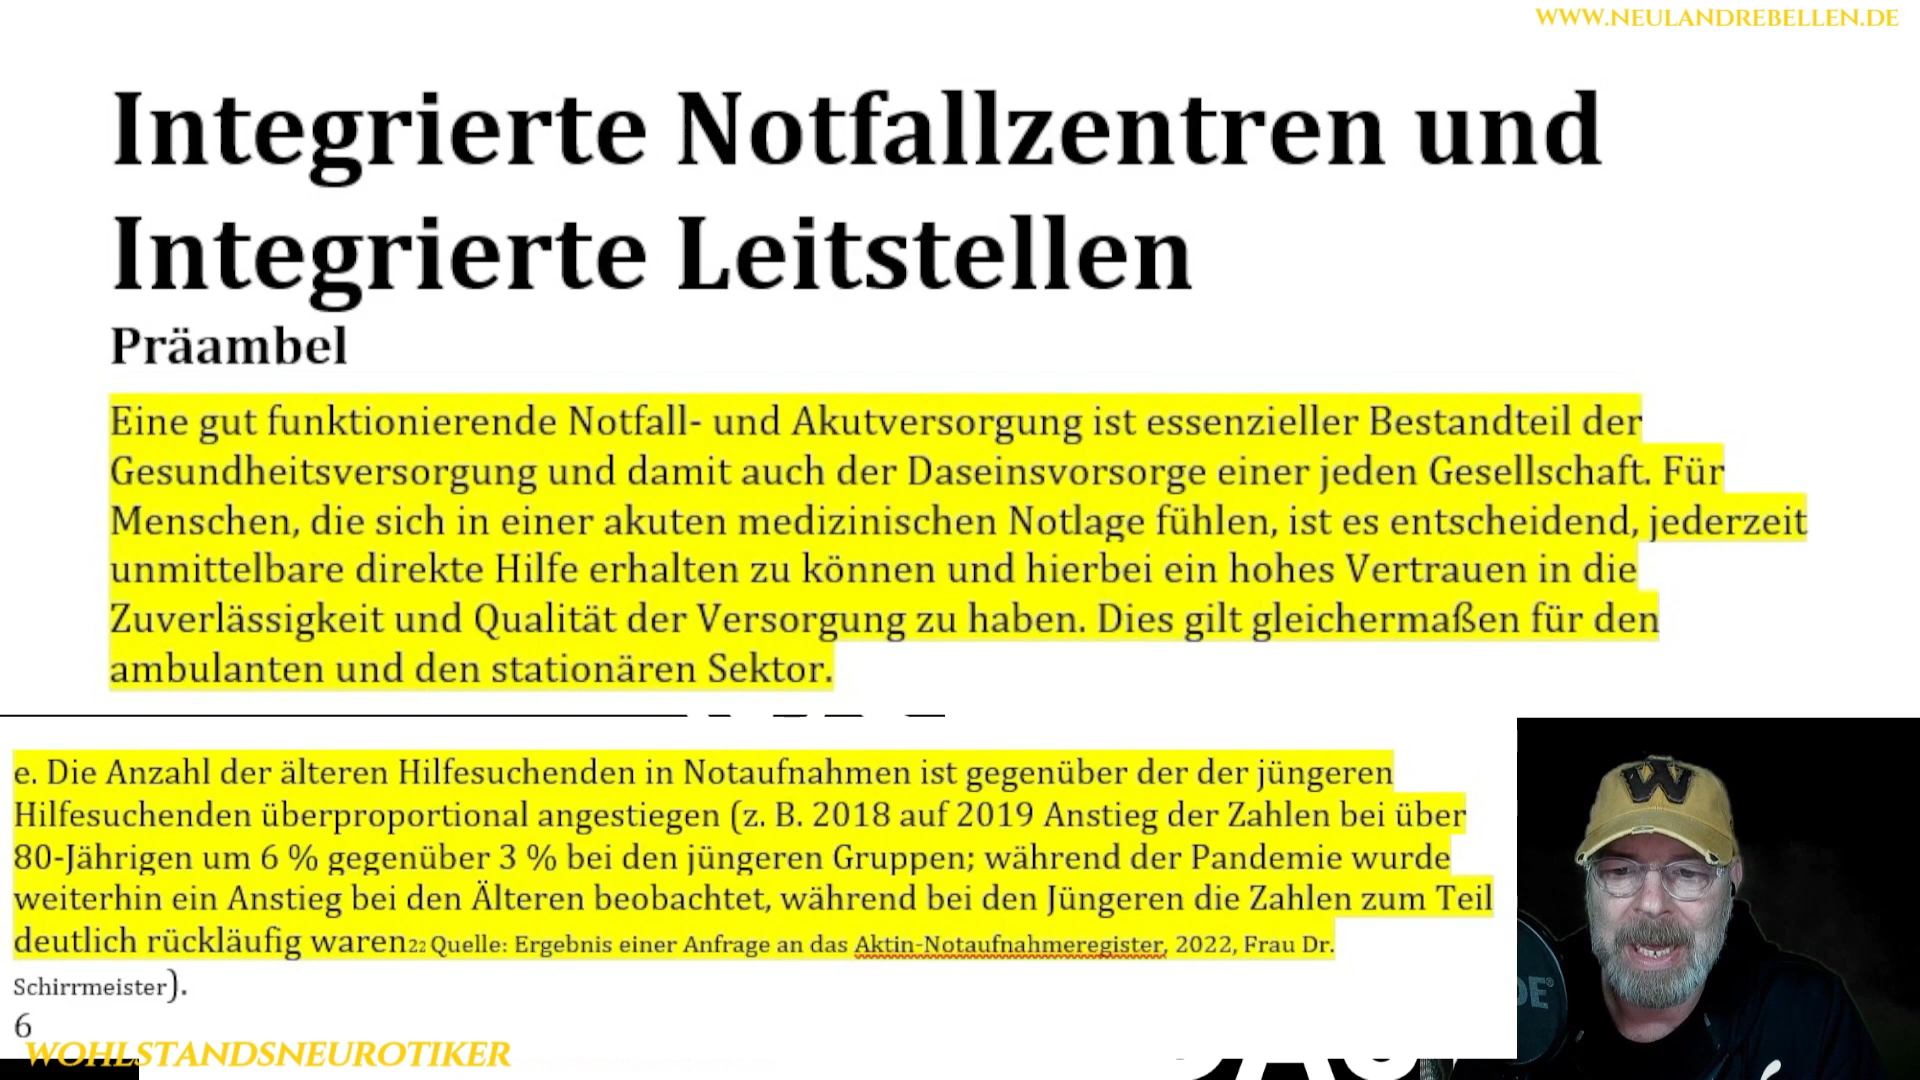 WWW.NEULANDREBELLEN.DE
Integrierte Notfallzentren und
Integrierte Leitstellen
Präambel
Eine gut funktionierende Notfall- und Akutversorgung ist essenzieller Bestandteil der
Gesundheitsversorgung und damit auch der Daseinsvorsorge einer jeden Gesellschaft. Für
Menschen, die sich in einer akuten medizinischen Notlage fühlen, ist es entscheidend, jederzeit
unmittelbare direkte Hilfe erhalten zu können und hierbei ein hohes Vertrauen in die
Zuverlässigkeit und Qualität der Versorgung zu haben. Dies gilt gleichermaßen für den
ambulanten und den stationären Sektor.
e. Die Anzahl der älteren Hilfesuchenden in Notaufnahmen ist gegenüber der der jüngeren
Hilfesuchenden überproportional angestiegen (z. B. 2018 auf 2019 Anstieg der Zahlen bei über
80-Jährigen um 6 % gegenüber 3 % bei den jüngeren Gruppen; während der Pandemie wurde
weiterhin ein Anstieg bei den Älteren beobachtet, während bei den Jüngeren die Zahlen zum Teil
deutlich rückläufig waren22 Quelle: Ergebnis einer Anfrage an das Aktin-Notaufnahmeregister, 2022, Frau Dr.
Schirrmeister).
6
WOHLSTANDSNEUROTIKER
W
DE®